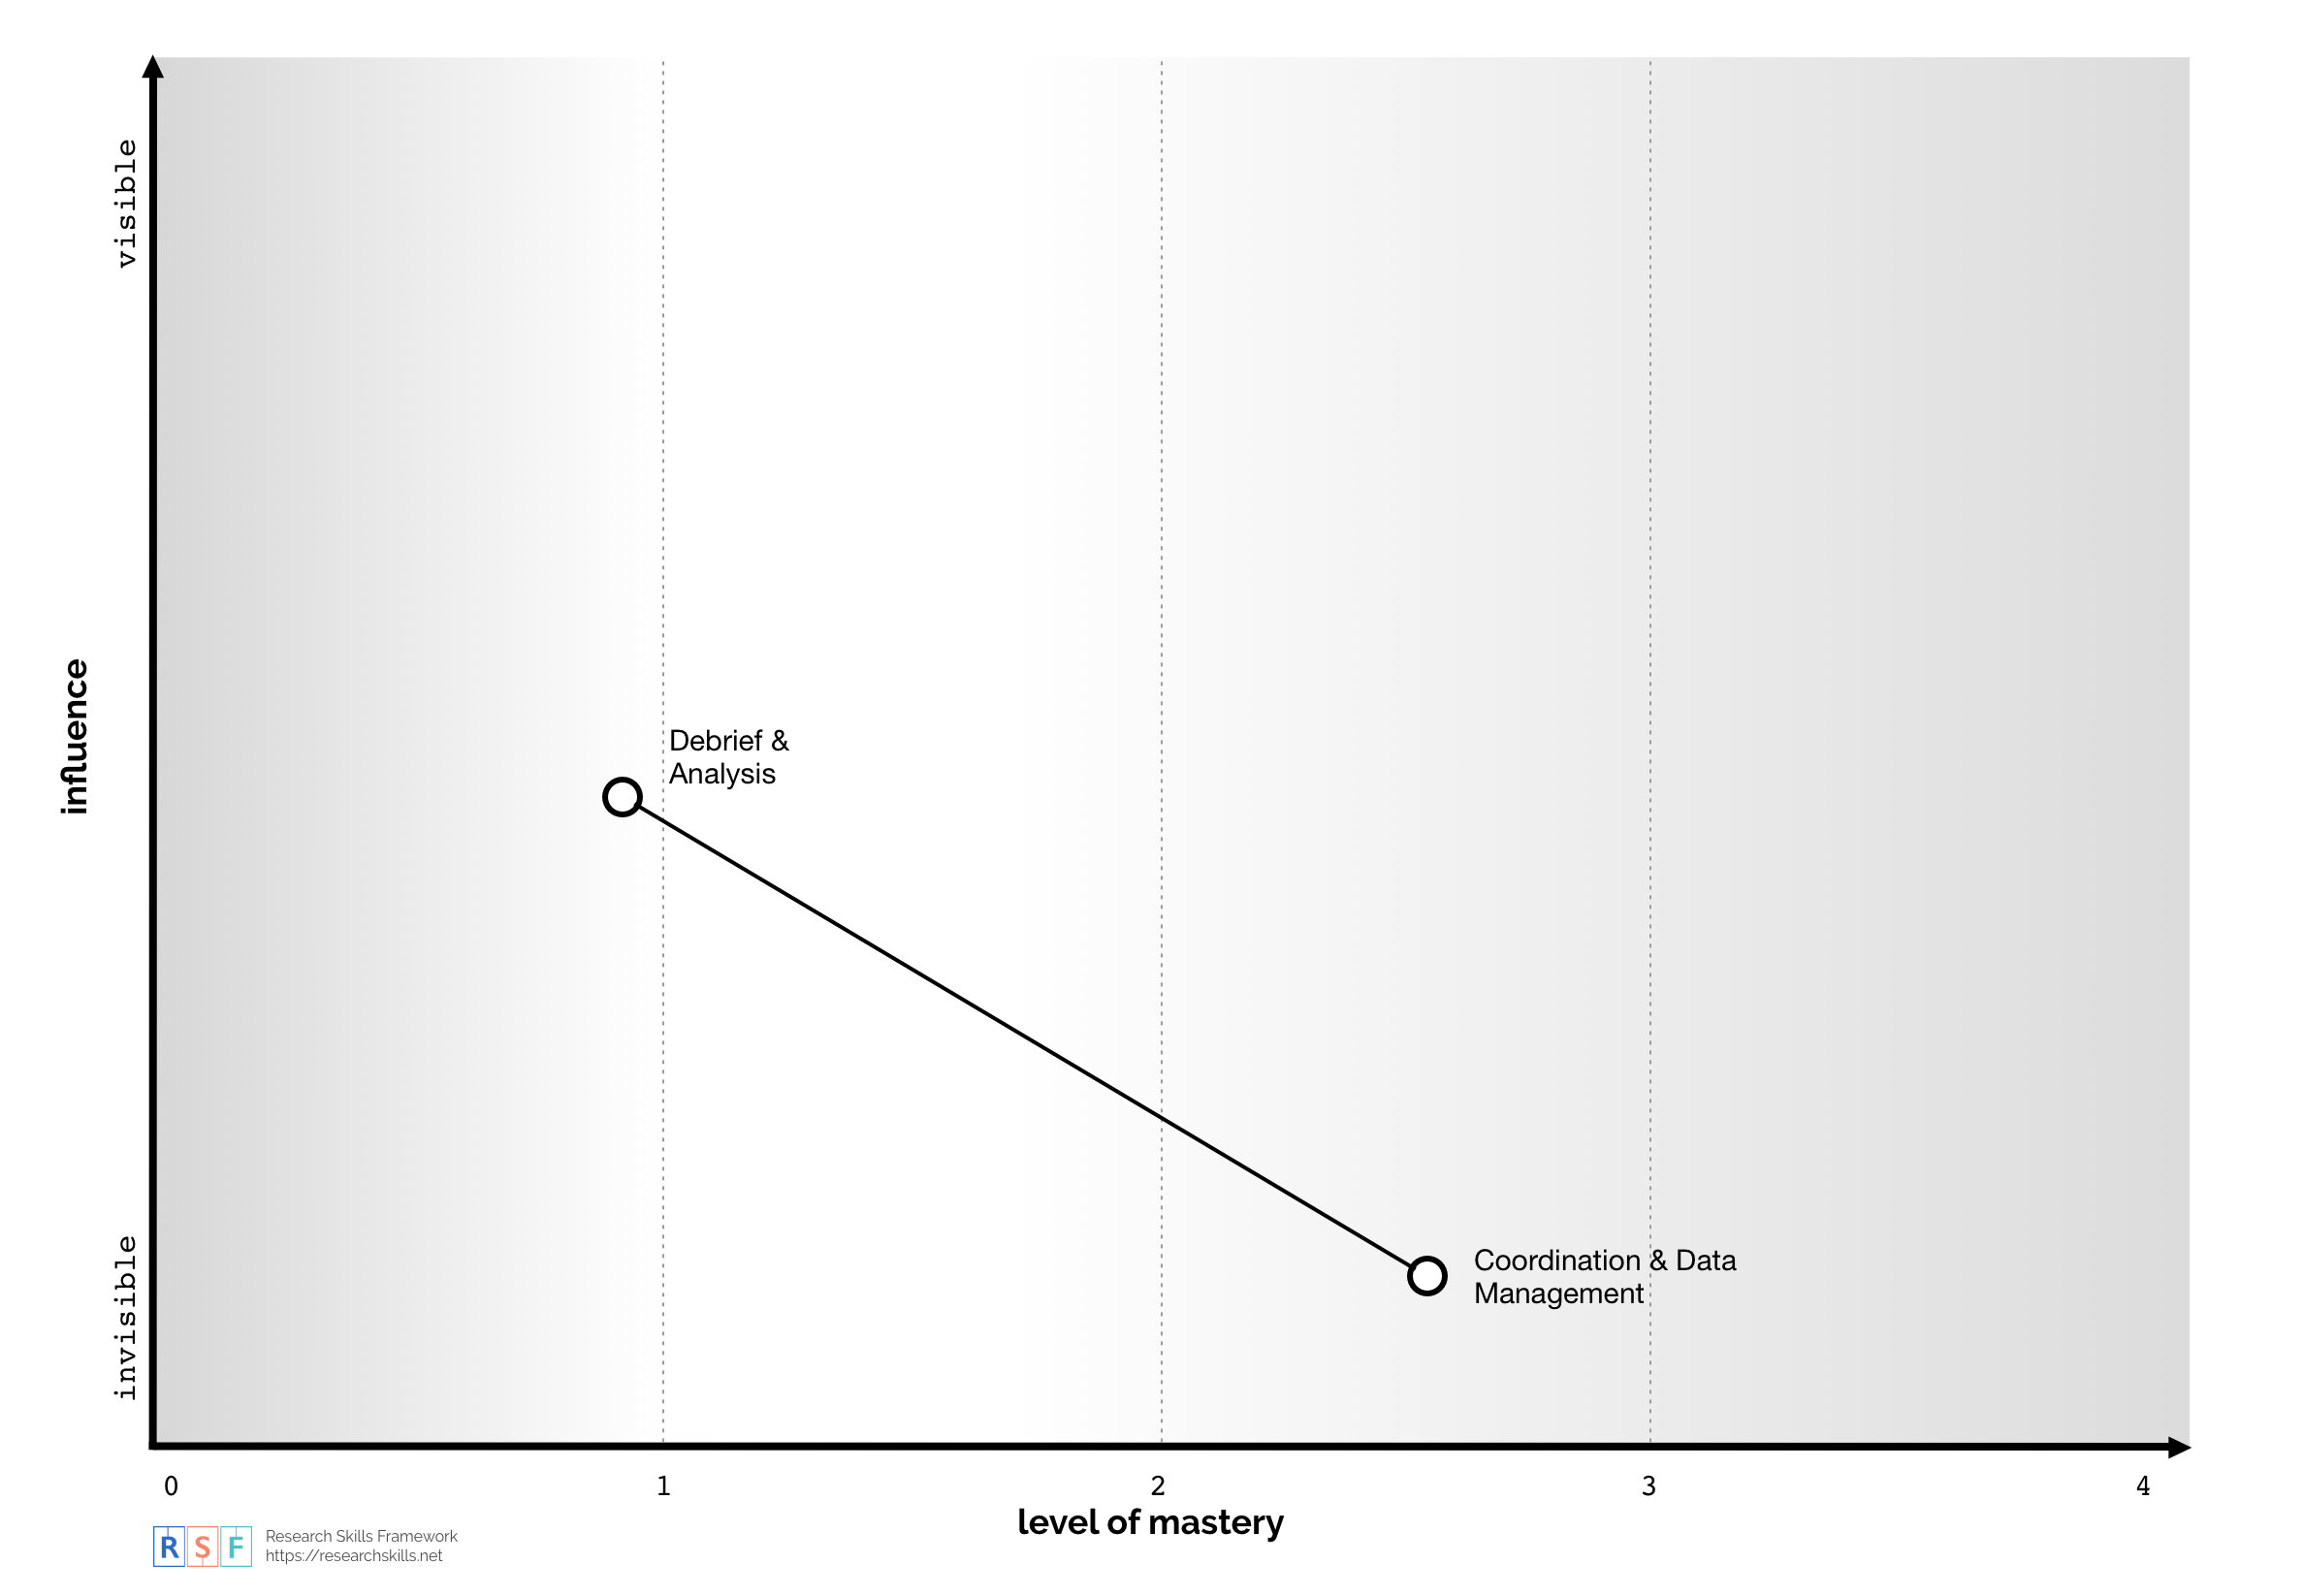 visible
influence
Debrief &
Analysis
Coordination & Data
Management
invisible
0 1 2 3 4
level of mastery
R S F
Research Skills Framework
https://researchskills.net